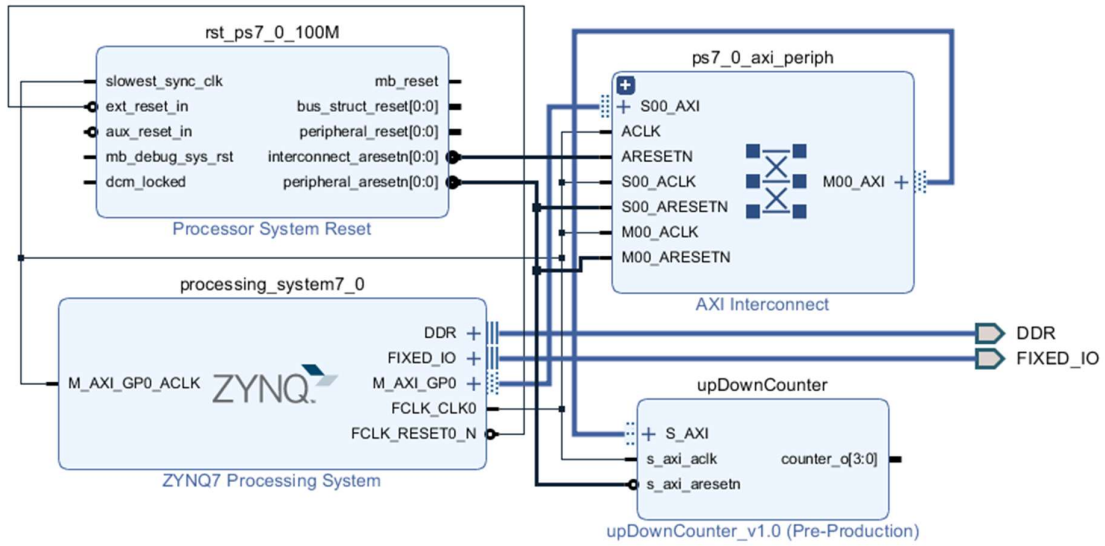 rst_ps7_0_100M
slowest_sync_clk
ext_reset_in
aux_reset_in
mb_debug_sys_rst
dcm_locked
mb_reset
bus_struct_reset[0:0]
peripheral_reset[0:0]
interconnect_aresetn[0:0]
peripheral_aresetn[0:0]
Processor System Reset
ps7_0_axi_periph
S00_AXI
ACLK
ARESETN
S00_ACLK
S00_ARESETN
M00_ACLK
M00_ARESETN
M00_AXI
AXI Interconnect
processing_system7_0
M_AXI_GP0_ACLK
ZYNQ
DDR
FIXED_IO
M_AXI_GP0
FCLK_CLK0
FCLK_RESET0_N
ZYNQ7 Processing System
DDR
FIXED_IO
upDownCounter
S_AXI
s_axi_aclk
s_axi_aresetn
counter_o[3:0]
upDownCounter_v1.0 (Pre-Production)